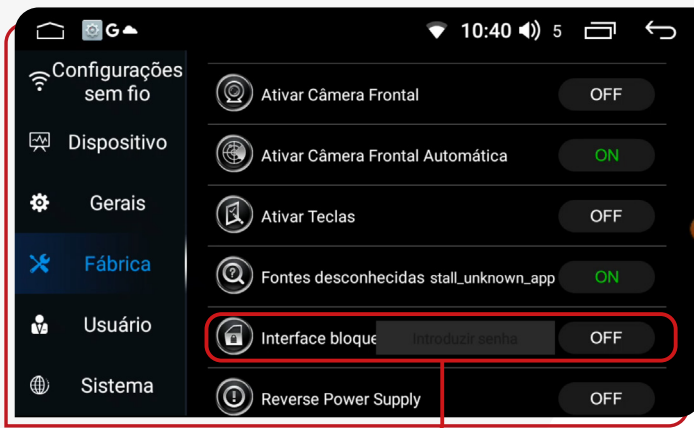 G
10:40
5
Configurações
sem fio
Ativar Câmera Frontal
OFF
Dispositivo
Ativar Câmera Frontal Automática
ON
Gerais
Ativar Teclas
OFF
Fábrica
Fontes desconhecidas stall_unknown_app
ON
Usuário
Interface bloque
Introduzir senha
OFF
Sistema
Reverse Power Supply
OFF